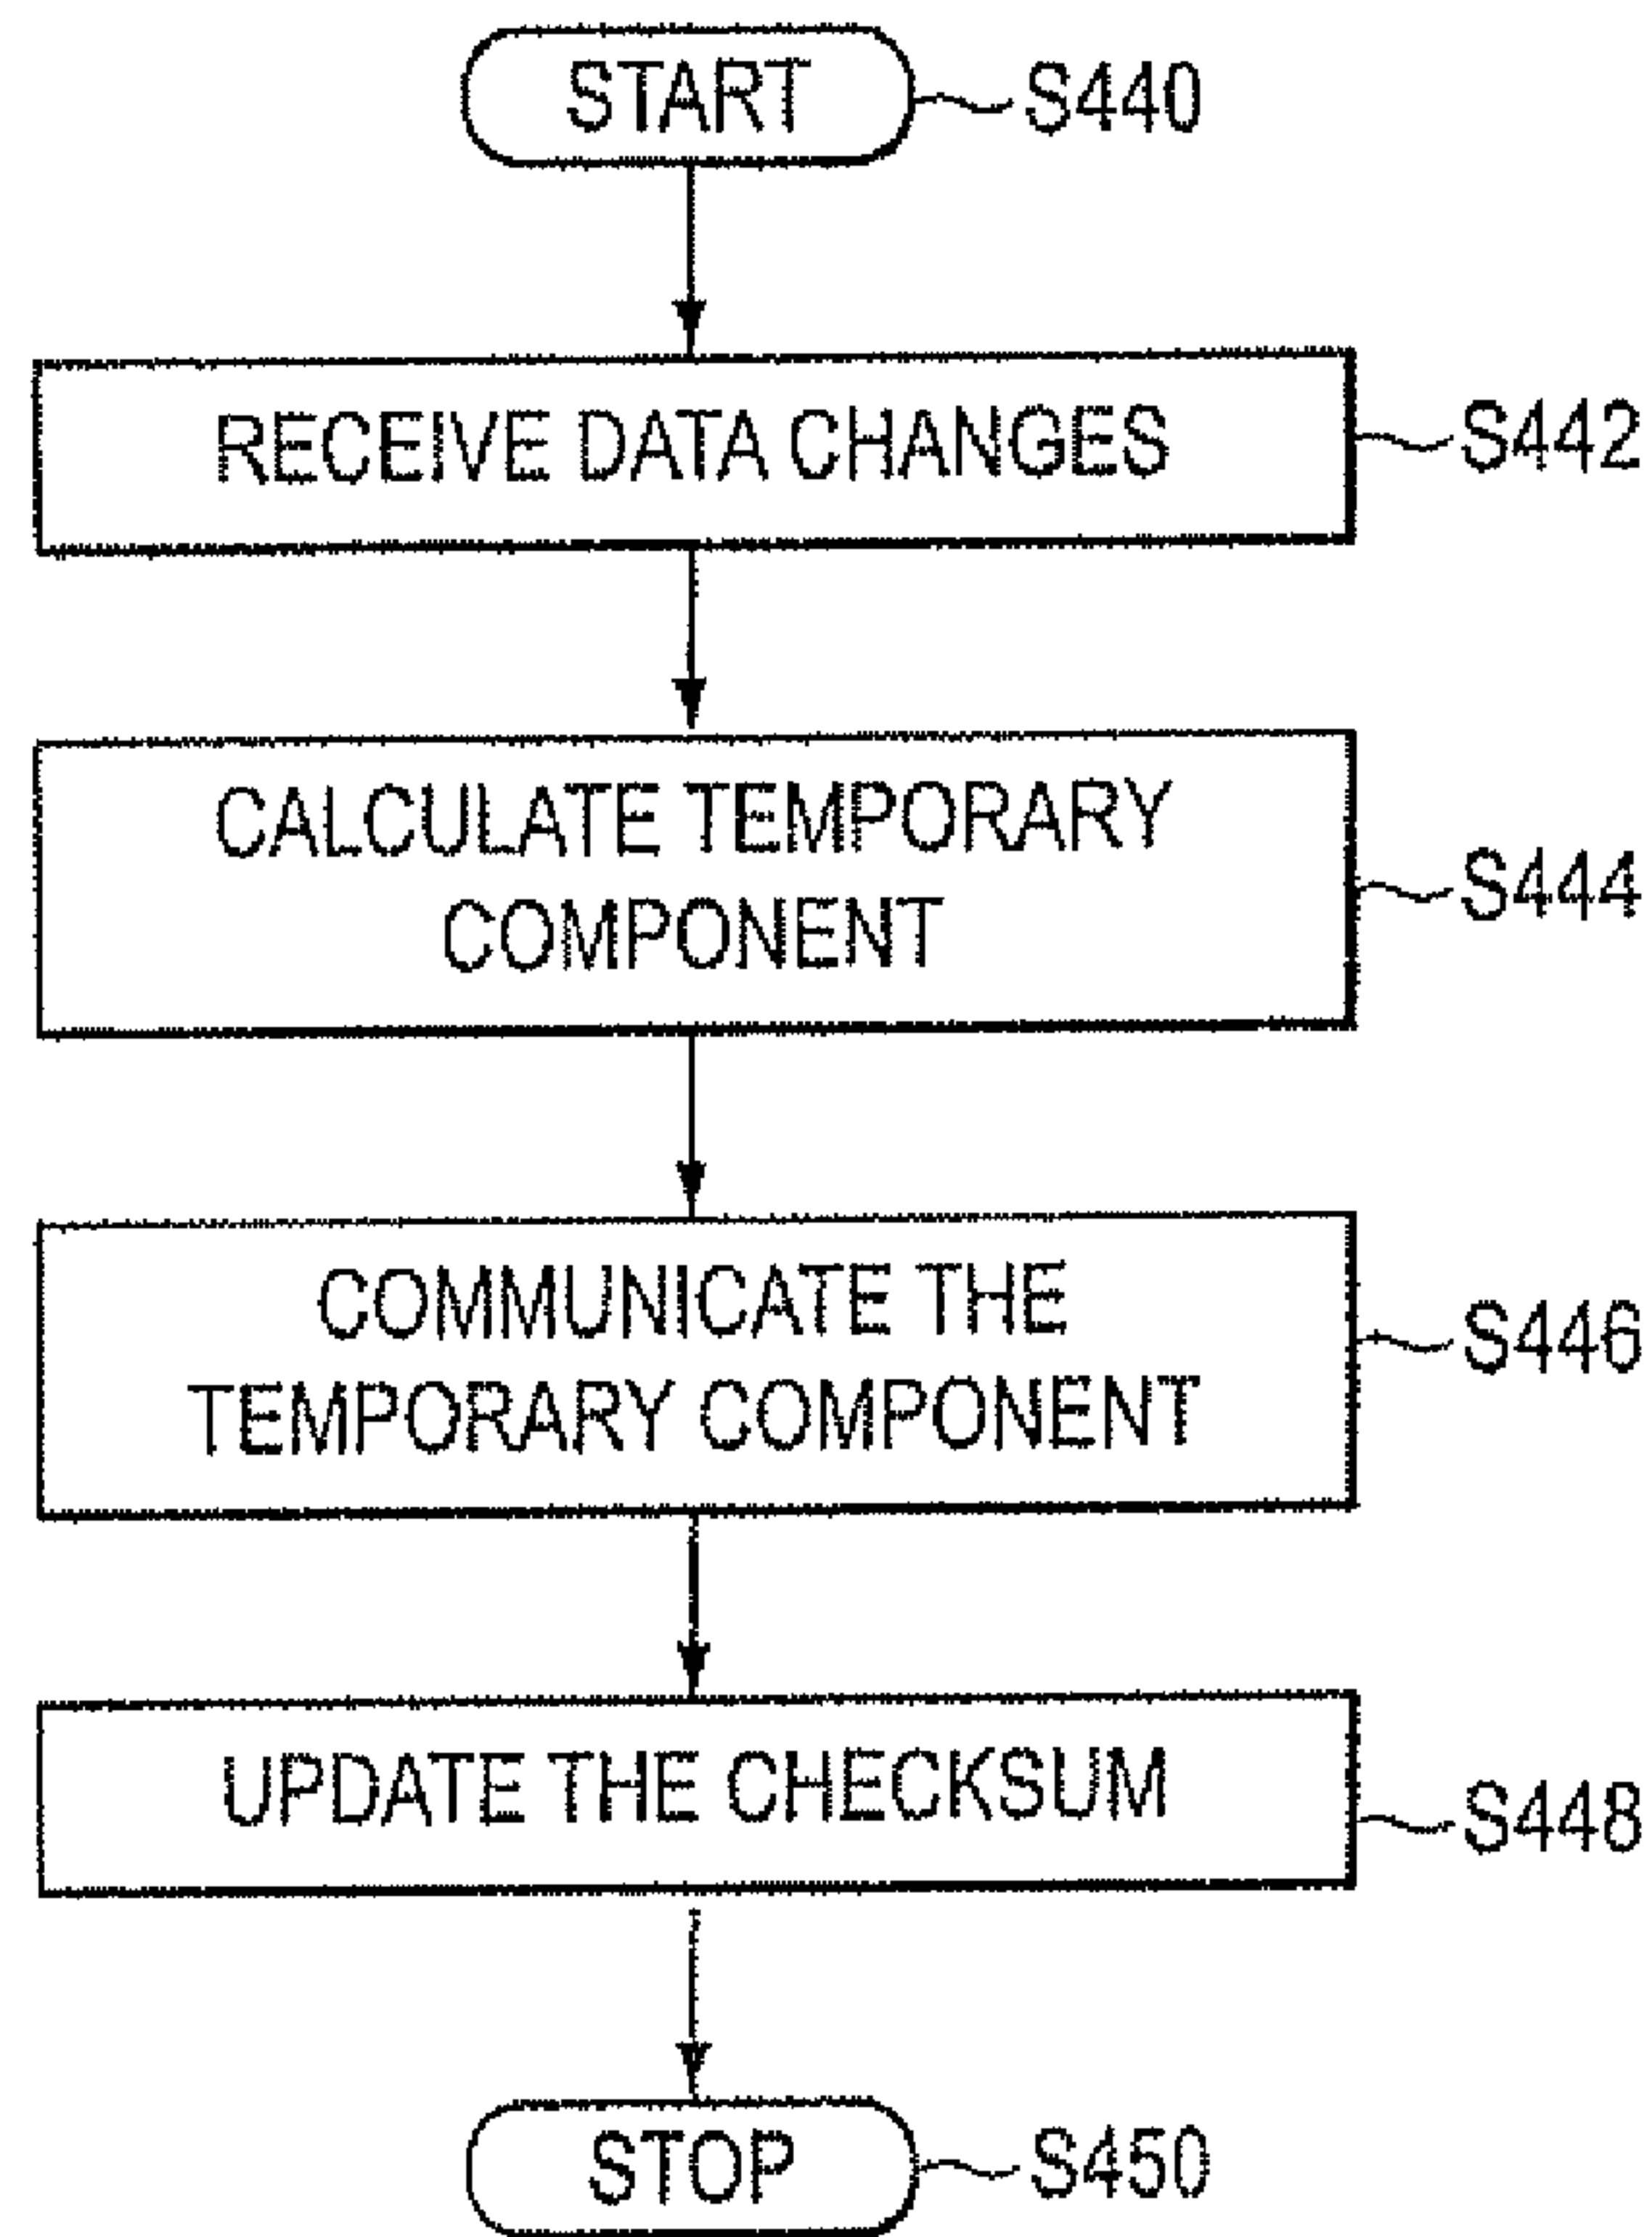 START
S440
RECEIVE DATA CHANGES
S442
CALCULATE TEMPORARY
COMPONENT
S444
COMMUNICATE THE
TEMPORARY COMPONENT
S446
UPDATE THE CHECKSUM
S448
STOP
S450